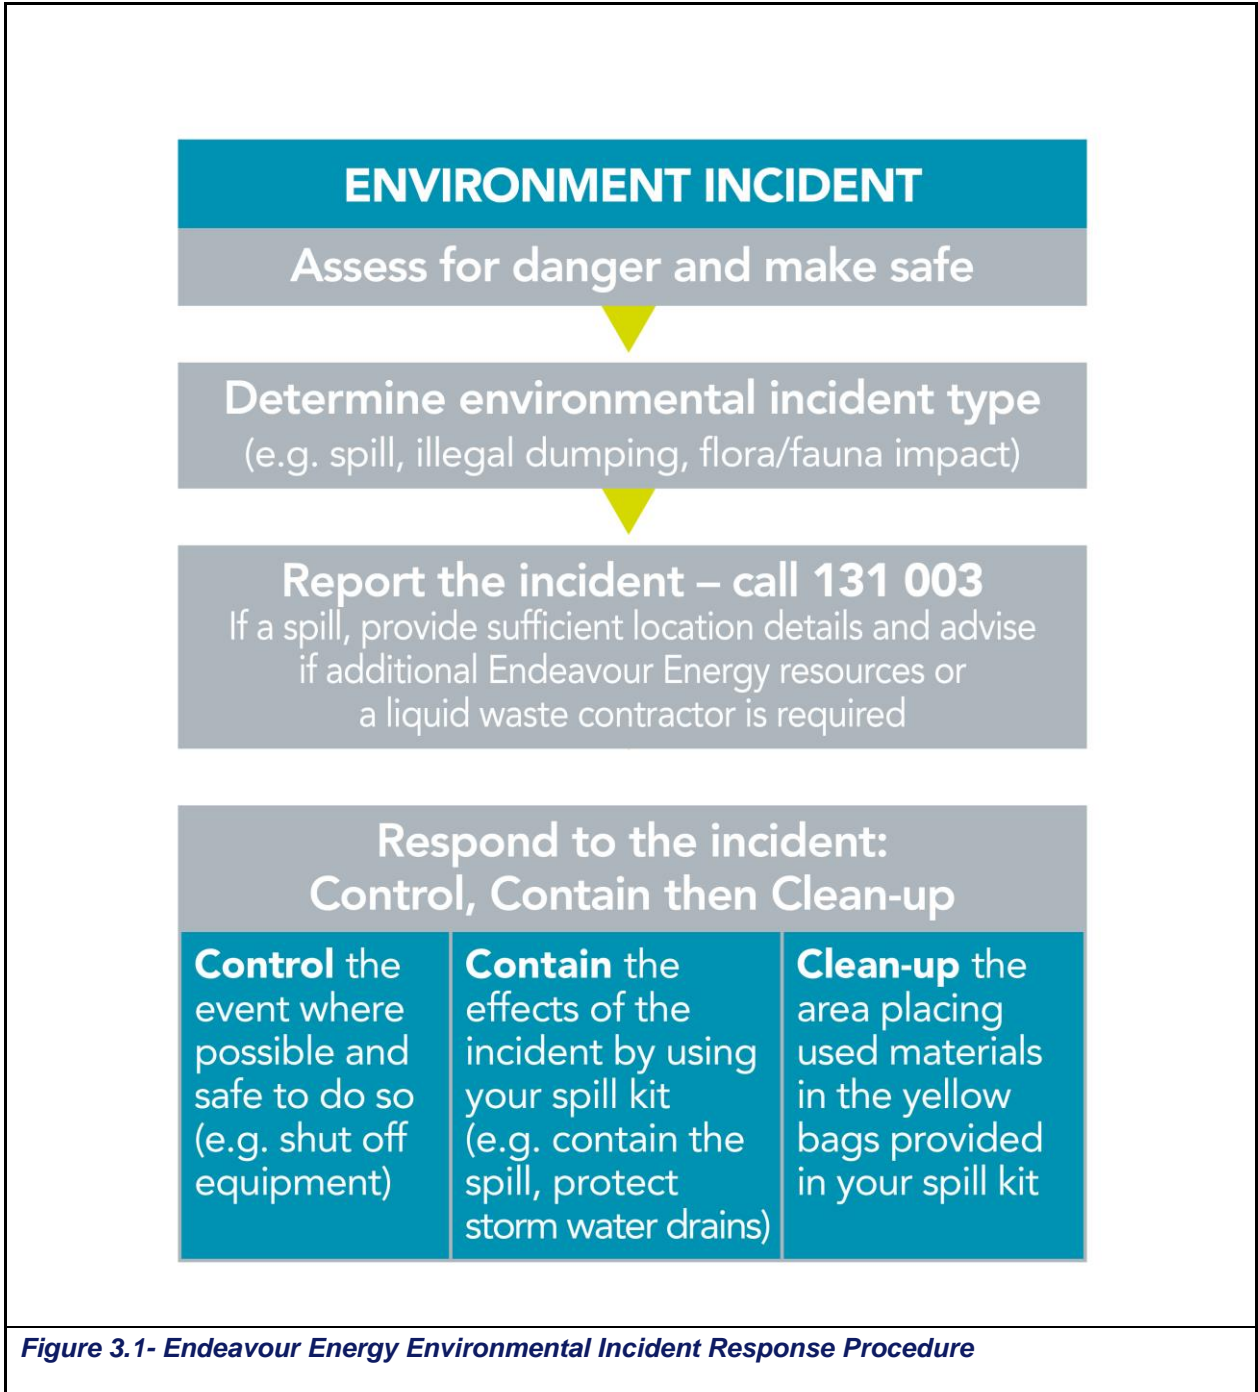 ENVIRONMENT INCIDENT
Assess for danger and make safe
Determine environmental incident type
(e.g. spill, illegal dumping, flora/fauna impact)
Report the incident – call 131 003
If a spill, provide sufficient location details and advise
if additional Endeavour Energy resources or
a liquid waste contractor is required
Respond to the incident:
Control, Contain then Clean-up
Control the
event where
possible and
safe to do so
(e.g. shut off
equipment)
Contain the
effects of the
incident by using
your spill kit
(e.g. contain the
spill, protect
storm water drains)
Clean-up the
area placing
used materials
in the yellow
bags provided
in your spill kit
Figure 3.1- Endeavour Energy Environmental Incident Response Procedure